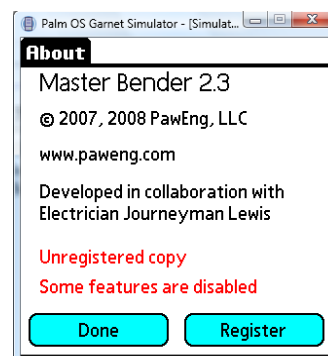 Palm OS Garnet Simulator - [Simulat...
About
Master Bender 2.3
© 2007, 2008 PawEng, LLC
www.paweng.com
Developed in collaboration with
Electrician Journeyman Lewis
Unregistered copy
Some features are disabled
Done Register